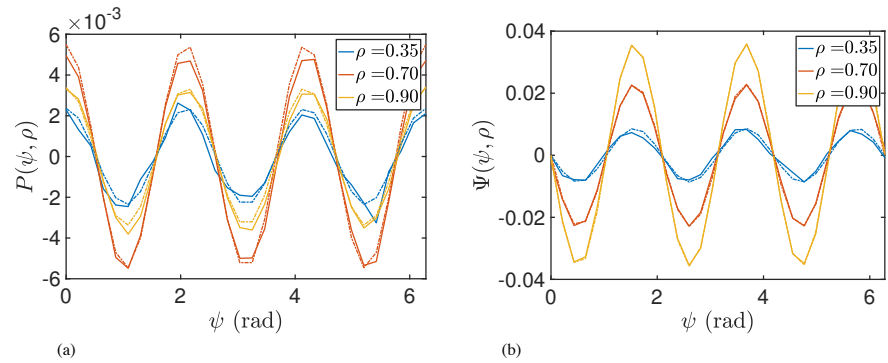 ×10⁻³
6
4
2
0
-2
-4
-6
0 2 4 6
P(ψ, ρ)
ψ (rad)
ρ =0.35
ρ =0.70
ρ =0.90
(a)
0.04
0.02
0
-0.02
-0.04
0 2 4 6
Ψ(ψ, ρ)
ψ (rad)
ρ =0.35
ρ =0.70
ρ =0.90
(b)